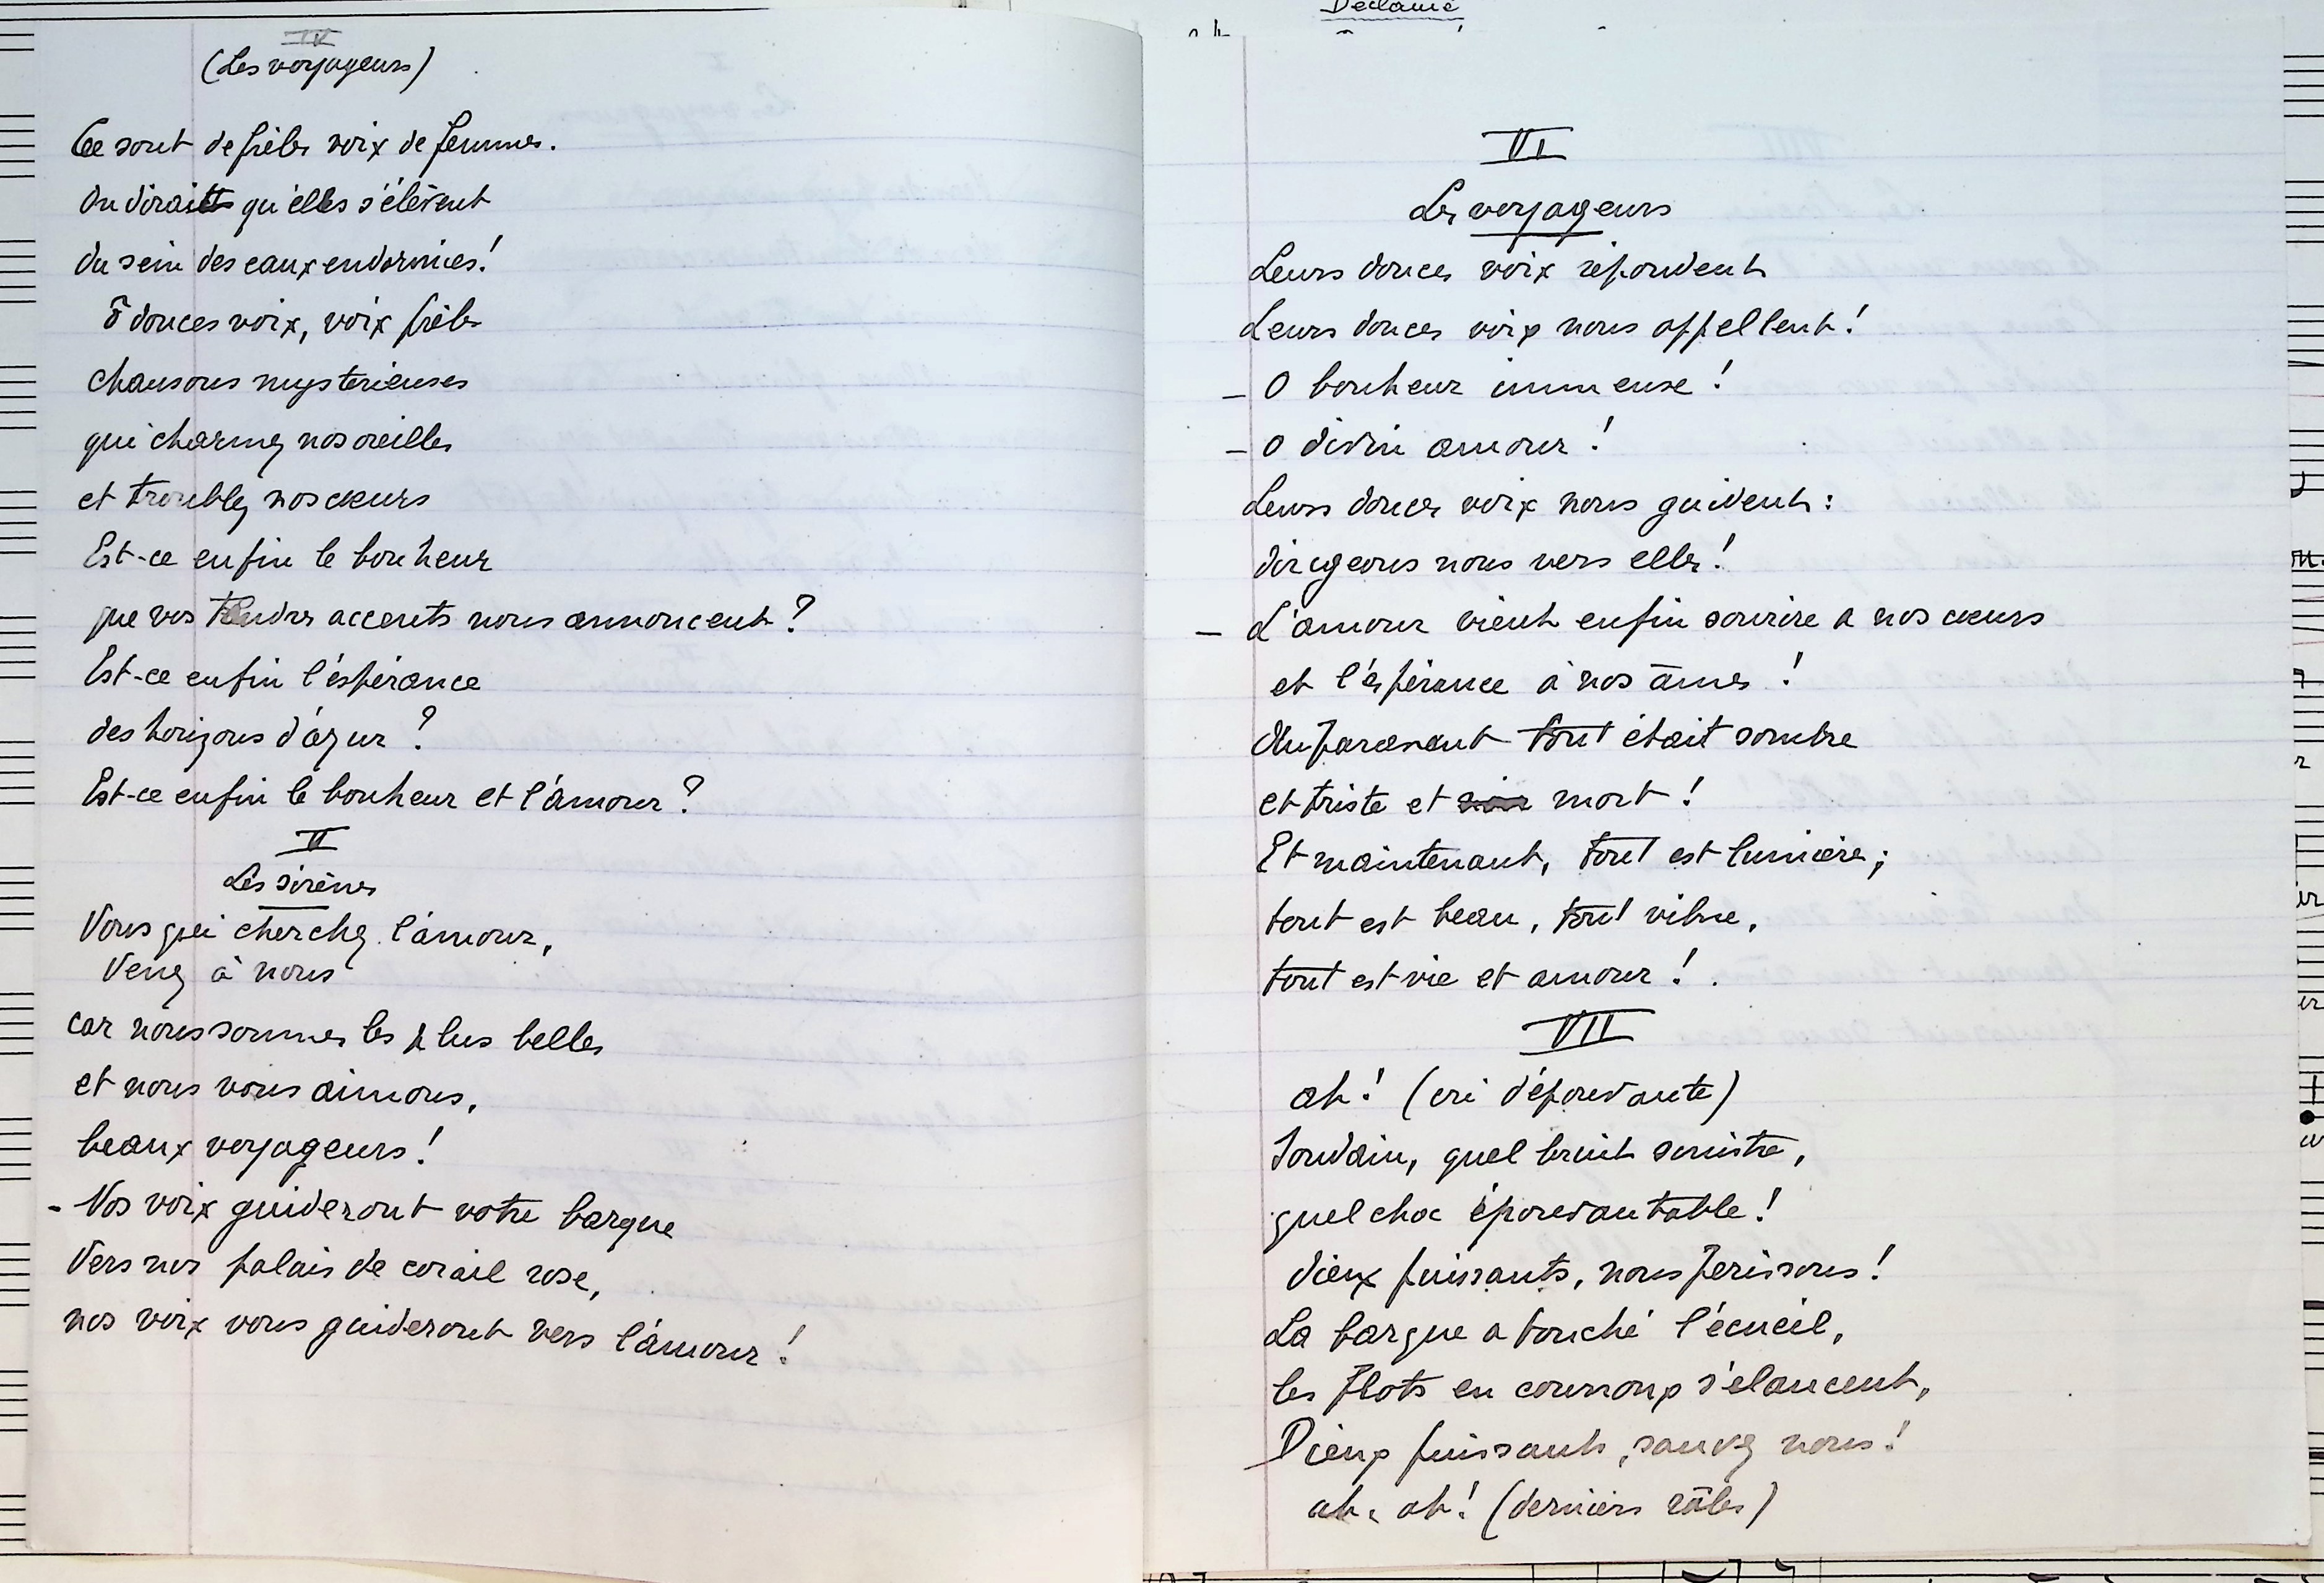 IV
(Les voyageurs)
Ce sont de frêles voix de femmes.
On dirait qu'elles s'élèvent
du sein des eaux endormies!
ô douces voix, voix frêles
chansons mysterieuses
qui charmez nos oreilles
et troublez nos cœurs
Est-ce enfin le bonheur
que vos tendres accents nous annoncent?
Est-ce enfin l'éspérance
des horizons d'azur?
Est-ce enfin le bonheur et l'amour?
V
Les sirènes
Vous qui cherchez l'amour,
Venez à nous
car nous sommes les plus belles
et nous vous aimons,
beaux voyageurs!
- Nos voix guideront votre barque
Vers nos palais de corail rose,
nos voix vous guideront vers l'amour!
Déclamé
VI
Les voyageurs
Leurs douces voix répondent
Leurs douces voix nous appellent!
- O bonheur immense!
- O divin amour!
Leurs douces voix nous guident:
dirigeons nous vers elles!
- L'amour vient enfin sourire a nos cœurs
et l'éspérance à nos âmes!
Auparavant tout était sombre
et triste et noir mort!
Et maintenant, tout est lumière;
tout est beau, tout vibre,
tout est vie et amour!
VII
ah! (cri d'épouvante)
Soudain, quel bruit sinistre,
quel choc épouvantable!
dieux puissants, nous perissons!
La barque a touché l'écueil,
les flots en courroux s'élancent,
Dieux puissants, sauvez nous!
ah, ah! (derniers râles)